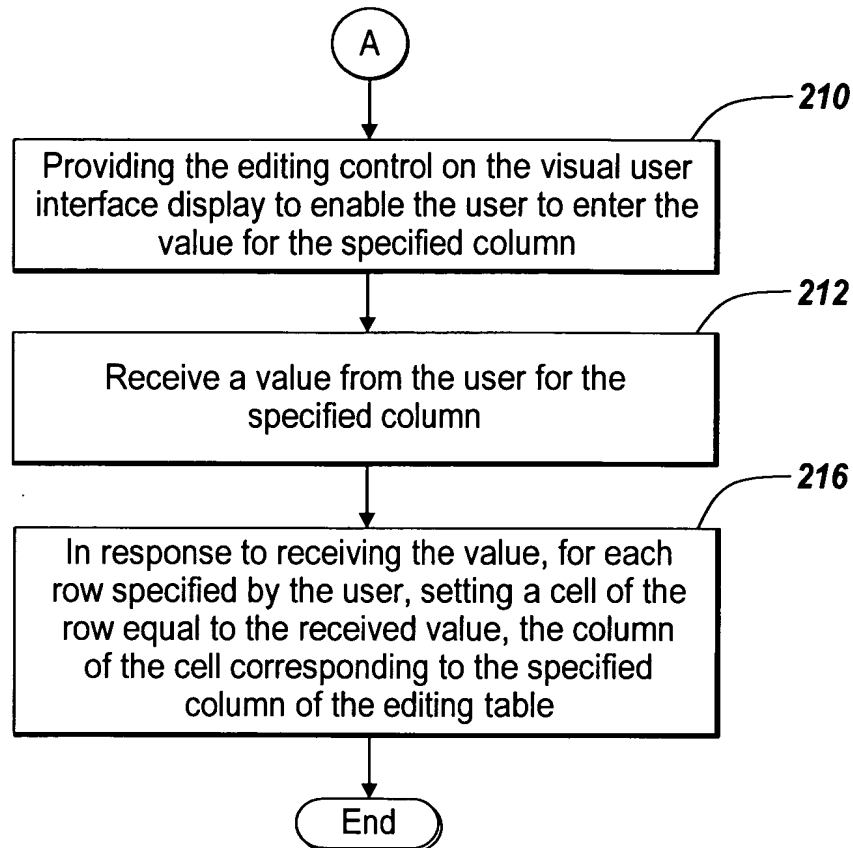 A
210
Providing the editing control on the visual user
interface display to enable the user to enter the
value for the specified column
212
Receive a value from the user for the
specified column
216
In response to receiving the value, for each
row specified by the user, setting a cell of the
row equal to the received value, the column
of the cell corresponding to the specified
column of the editing table
End